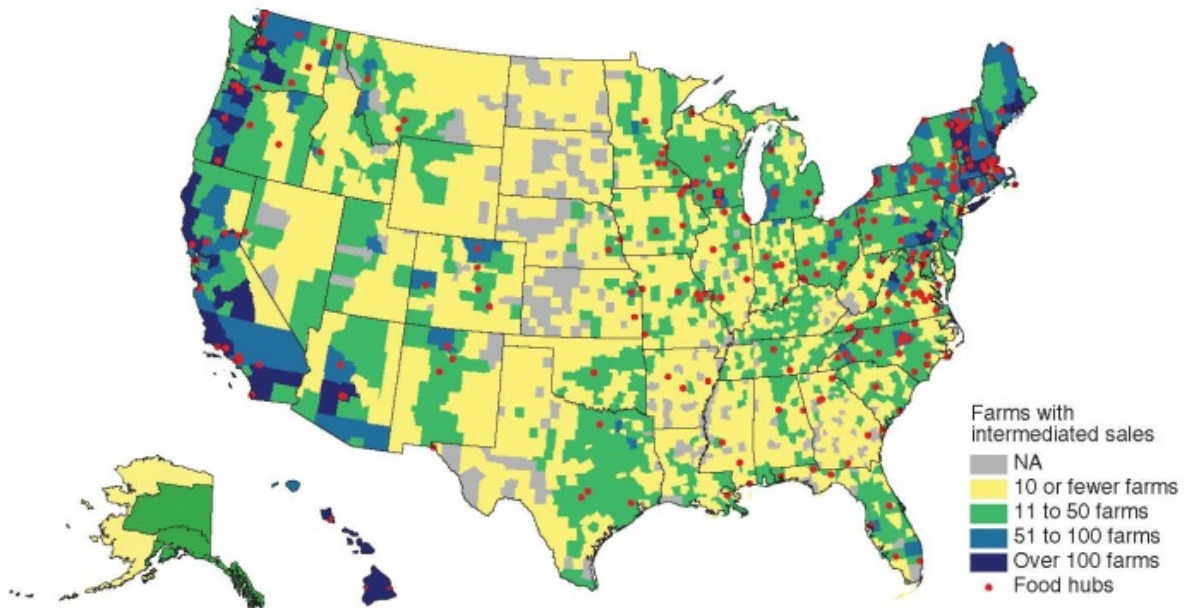 Farms with
intermediated sales
NA
10 or fewer farms
11 to 50 farms
51 to 100 farms
Over 100 farms
Food hubs